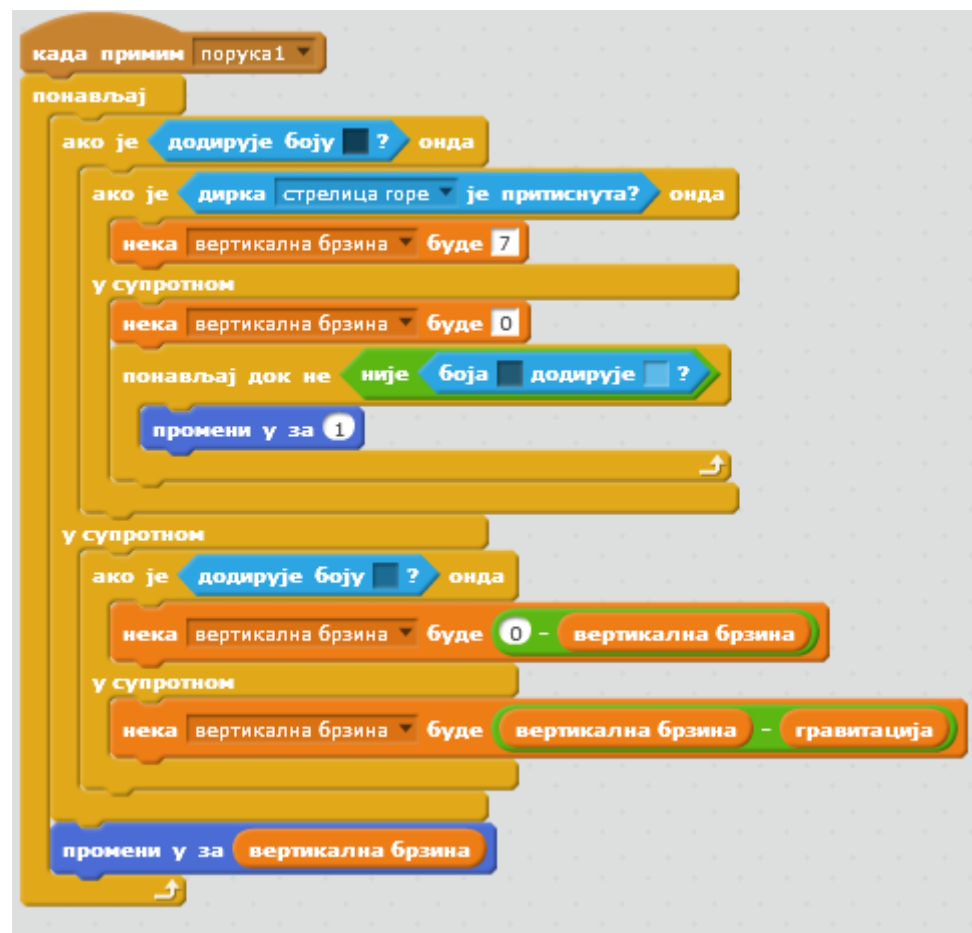 када примим порука1
понављај
ако је додирује боју ? онда
ако је дирка стрелица горе је притиснута? онда
нека вертикална брзина буде 7
у супротном
нека вертикална брзина буде 0
понављај док не није боја додирује ?
промени y за 1
у супротном
ако је додирује боју ? онда
нека вертикална брзина буде 0 - вертикална брзина
у супротном
нека вертикална брзина буде вертикална брзина - гравитација
промени y за вертикална брзина